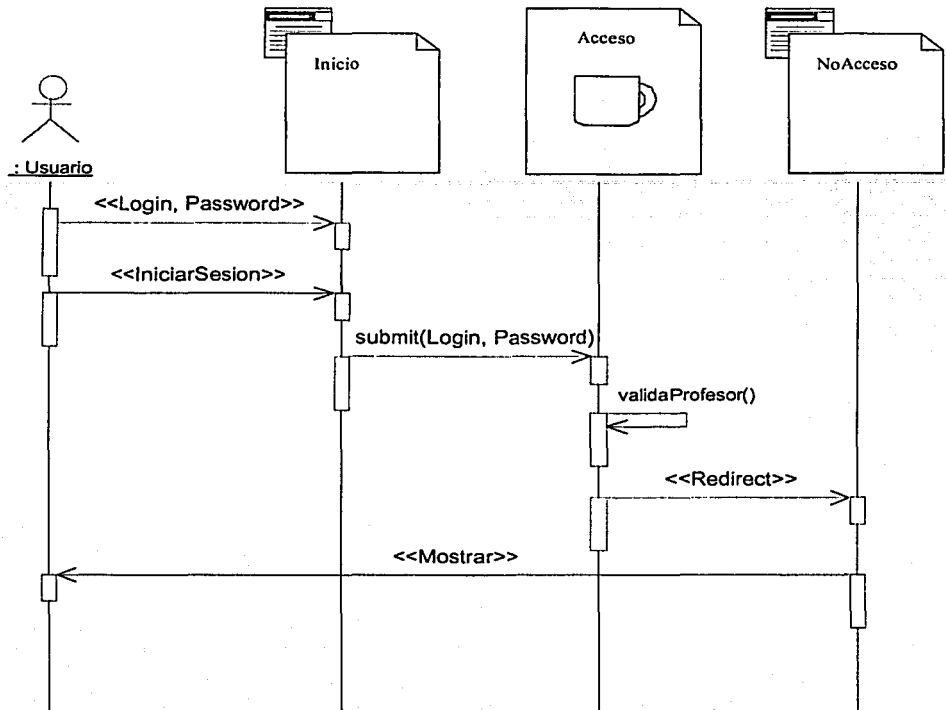 Inicio
Acceso
NoAcceso
: Usuario
<<Login, Password>>
<<IniciarSesion>>
submit(Login, Password)
validaProfesor()
<<Redirect>>
<<Mostrar>>